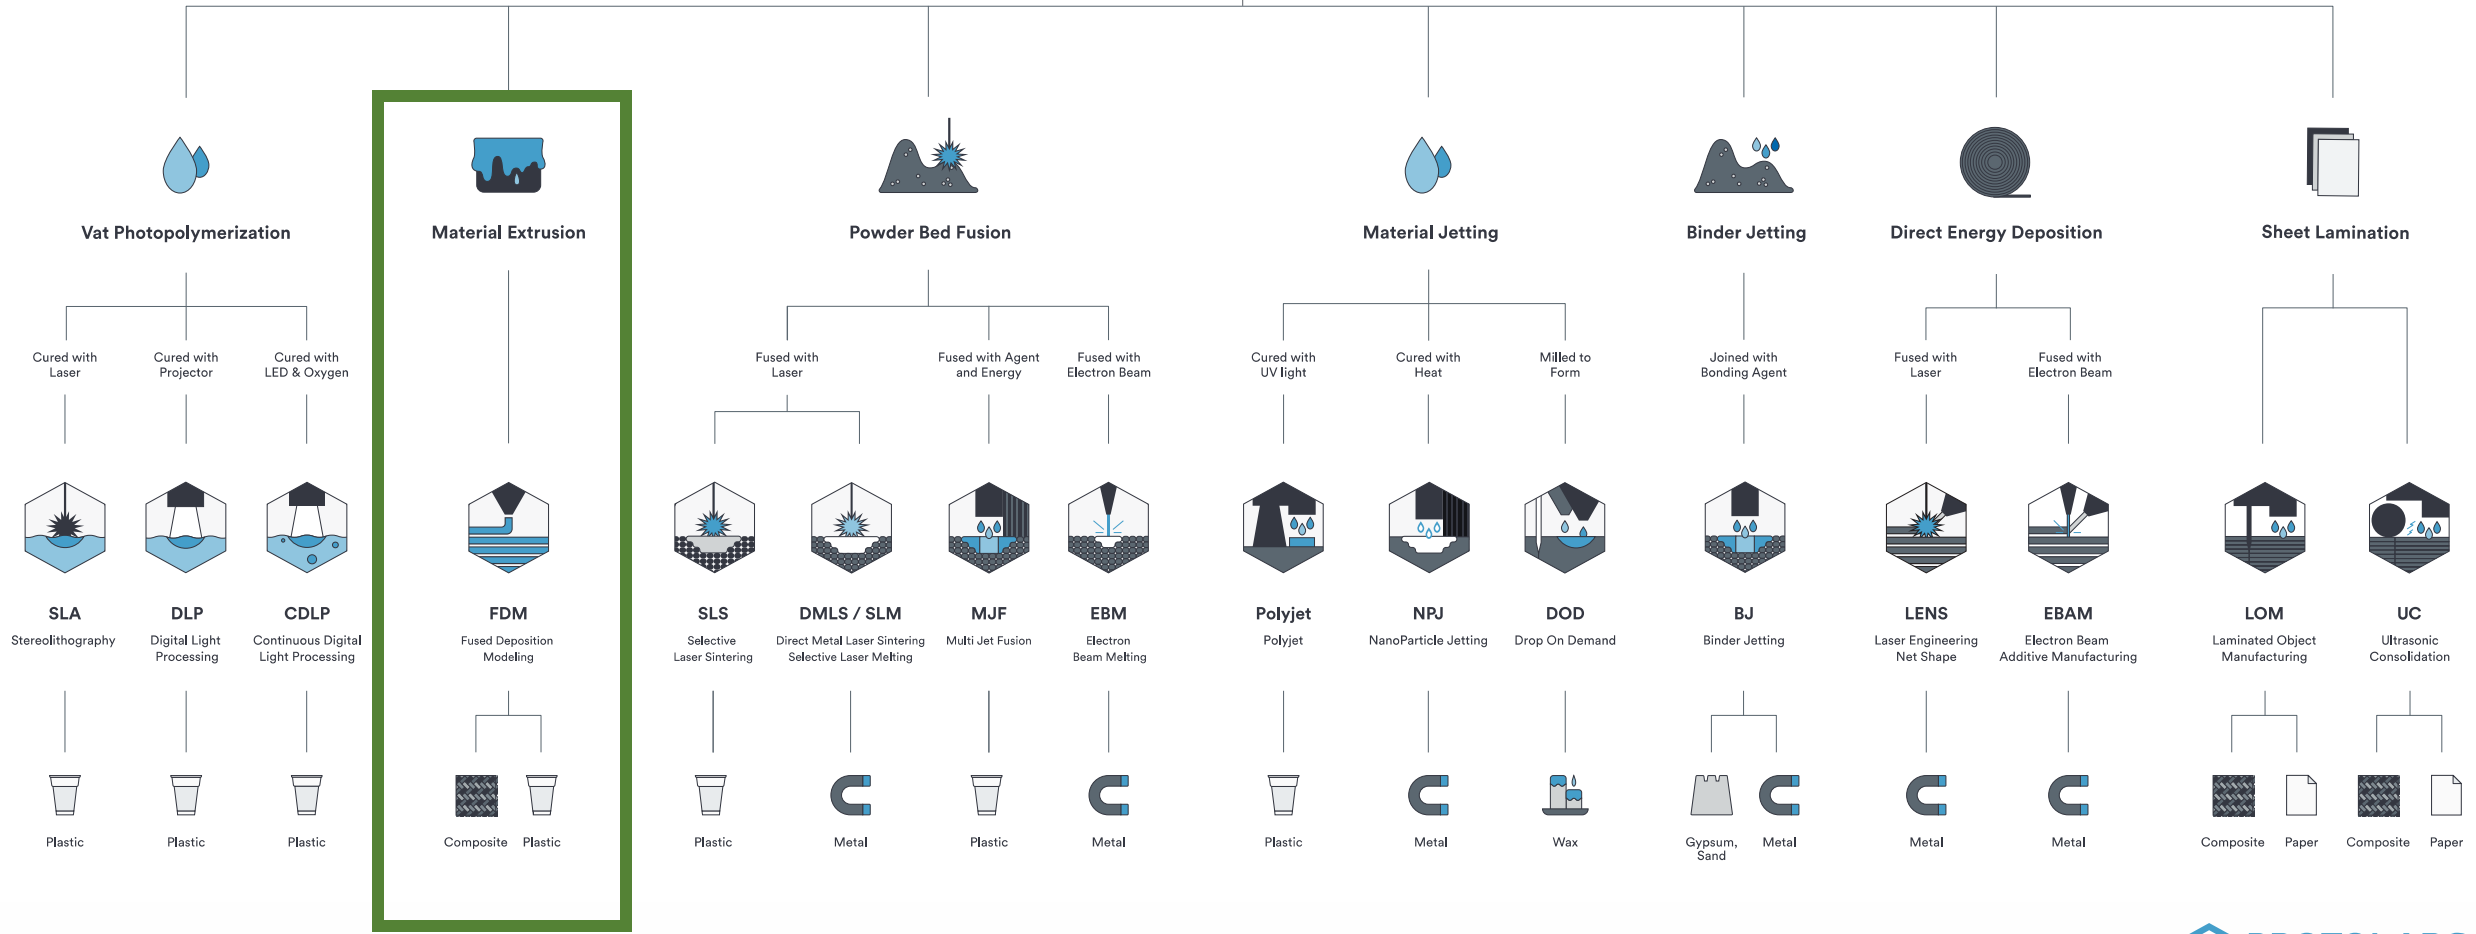 Vat Photopolymerization
Material Extrusion
Powder Bed Fusion
Material Jetting
Binder Jetting
Direct Energy Deposition
Sheet Lamination
Cured with
Laser
Cured with
Projector
Cured with
LED & Oxygen
Fused with
Laser
Fused with Agent
and Energy
Fused with
Electron Beam
Cured with
UV light
Cured with
Heat
Milled to
Form
Joined with
Bonding Agent
Fused with
Laser
Fused with
Electron Beam
SLA
Stereolithography
DLP
Digital Light
Processing
CDLP
Continuous Digital
Light Processing
FDM
Fused Deposition
Modeling
SLS
Selective
Laser Sintering
DMLS / SLM
Direct Metal Laser Sintering
Selective Laser Melting
MJF
Multi Jet Fusion
EBM
Electron
Beam Melting
Polyjet
Polyjet
NPJ
NanoParticle Jetting
DOD
Drop On Demand
BJ
Binder Jetting
LENS
Laser Engineering
Net Shape
EBAM
Electron Beam
Additive Manufacturing
LOM
Laminated Object
Manufacturing
UC
Ultrasonic
Consolidation
Plastic
Plastic
Plastic
Composite
Plastic
Plastic
Metal
Plastic
Metal
Plastic
Metal
Wax
Gypsum,
Sand
Metal
Metal
Metal
Composite
Paper
Composite
Paper